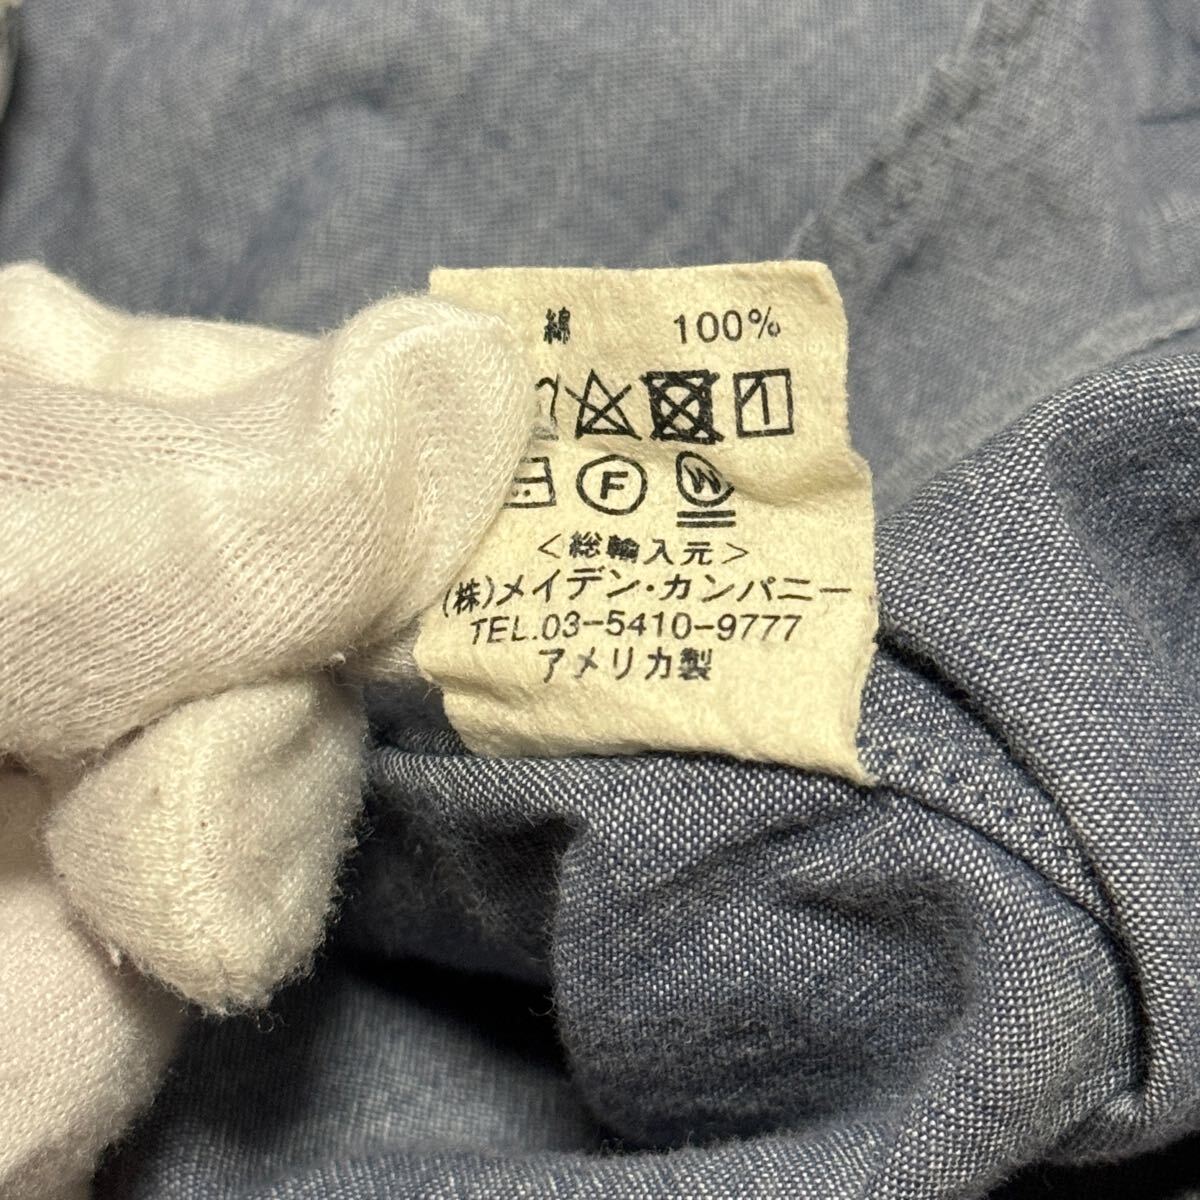 綿 100%
F W
<総輸入元>
(株)メイデン・カンパニー
TEL.03-5410-9777
アメリカ製